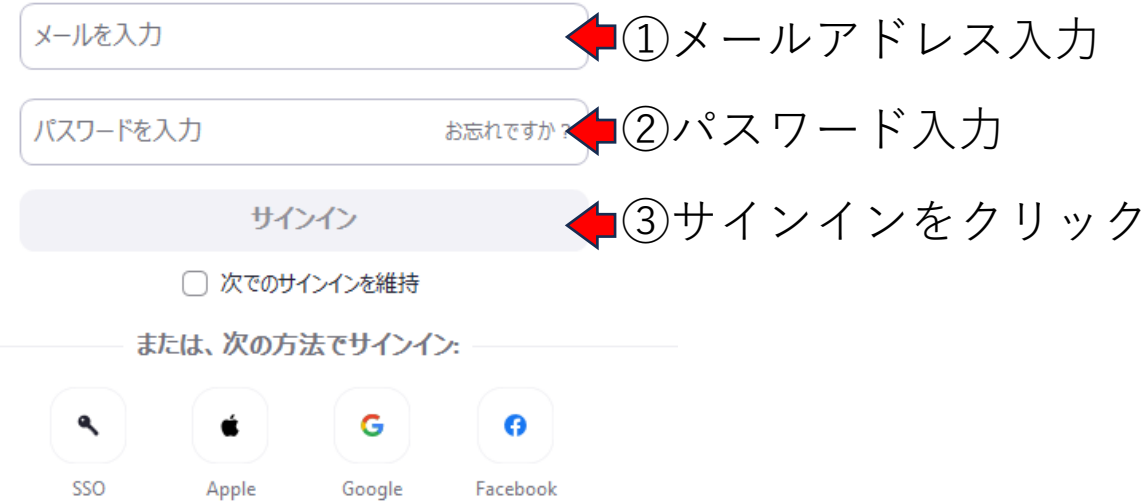 メールを入力
①メールアドレス入力
パスワードを入力
お忘れですか?
②パスワード入力
サインイン
③サインインをクリック
次でのサインインを維持
または、次の方法でサインイン:
SSO
Apple
Google
Facebook